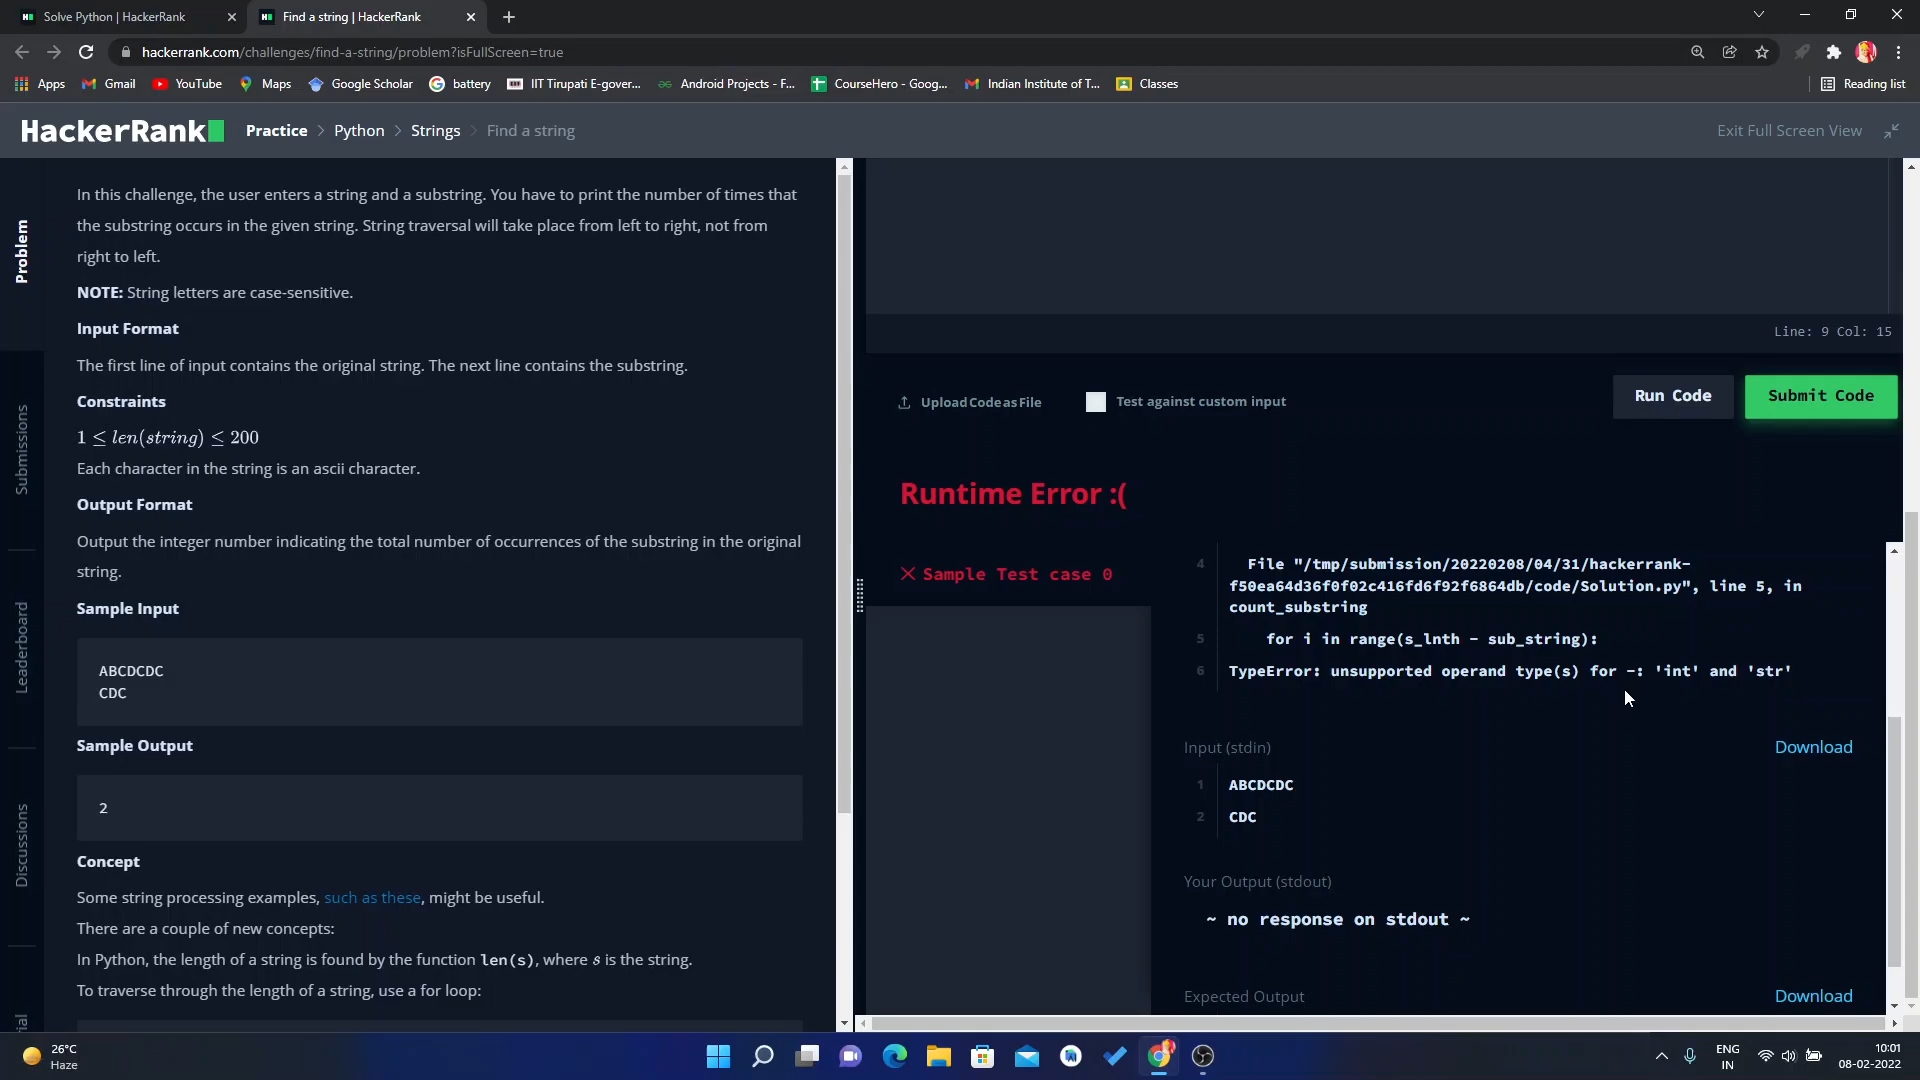 Solve Python | HackerRank
Find a string | HackerRank
hackerrank.com/challenges/find-a-string/problem?isFullScreen=true
Apps
Gmail
YouTube
Maps
Google Scholar
battery
IIT Tirupati E-gover...
Android Projects - F...
CourseHero - Goog...
Indian Institute of T...
Classes
Reading list
HackerRank
Practice > Python > Strings > Find a string
Exit Full Screen View
Problem
Submissions
Leaderboard
Discussions
In this challenge, the user enters a string and a substring. You have to print the number of times that
the substring occurs in the given string. String traversal will take place from left to right, not from
right to left.
NOTE: String letters are case-sensitive.
Input Format
The first line of input contains the original string. The next line contains the substring.
Constraints
1 ≤ len(string) ≤ 200
Each character in the string is an ascii character.
Output Format
Output the integer number indicating the total number of occurrences of the substring in the original
string.
Sample Input
ABCDCDC
CDC
Sample Output
2
Concept
Some string processing examples, such as these, might be useful.
There are a couple of new concepts:
In Python, the length of a string is found by the function len(s), where s is the string.
To traverse through the length of a string, use a for loop:
Line: 9 Col: 15
Upload Code as File
Test against custom input
Run Code
Submit Code
Runtime Error :(
Sample Test case 0
4 File "/tmp/submission/20220208/04/31/hackerrank-
f50ea64d36f0f02c416fd6f92f6864db/code/Solution.py", line 5, in
count_substring
5 for i in range(s_lnth - sub_string):
6 TypeError: unsupported operand type(s) for -: 'int' and 'str'
Input (stdin)
Download
1 ABCDCDC
2 CDC
Your Output (stdout)
~ no response on stdout ~
Expected Output
Download
26°C
Haze
ENG
IN
10:01
08-02-2022